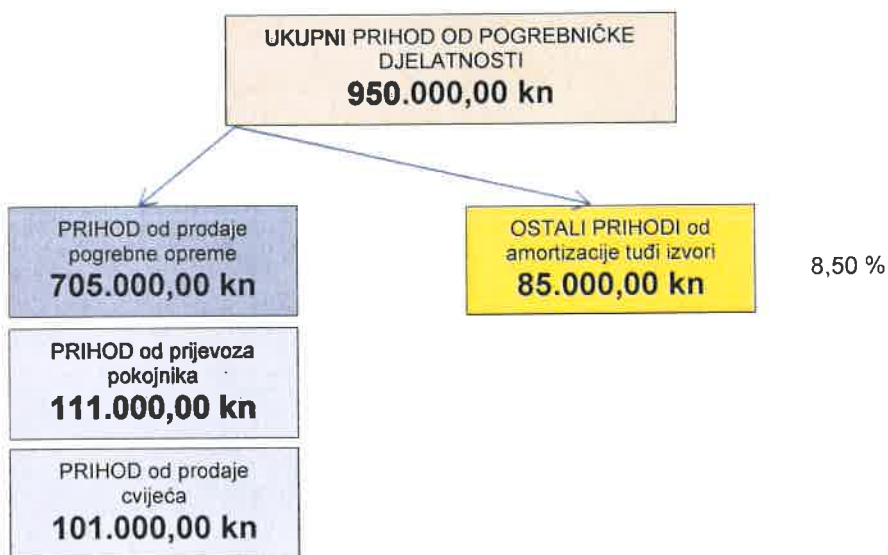 UKUPNI PRIHOD OD POGREBNIČKE
DJELATNOSTI
950.000,00 kn
PRIHOD od prodaje
pogrebne opreme
705.000,00 kn
OSTALI PRIHODI od
amortizacije tuđi izvori
85.000,00 kn
8,50 %
PRIHOD od prijevoza
pokojnika
111.000,00 kn
PRIHOD od prodaje
cvijeća
101.000,00 kn